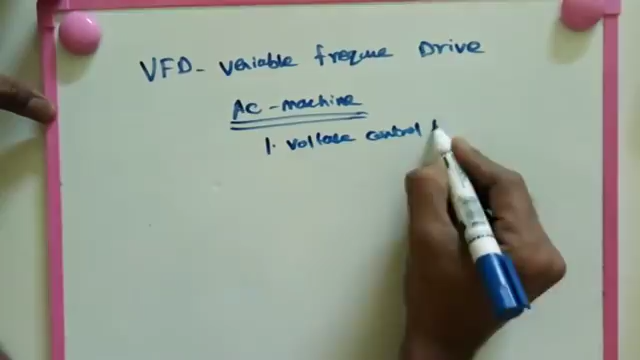 VFD - Variable freque Drive
AC - machine
1. voltage control